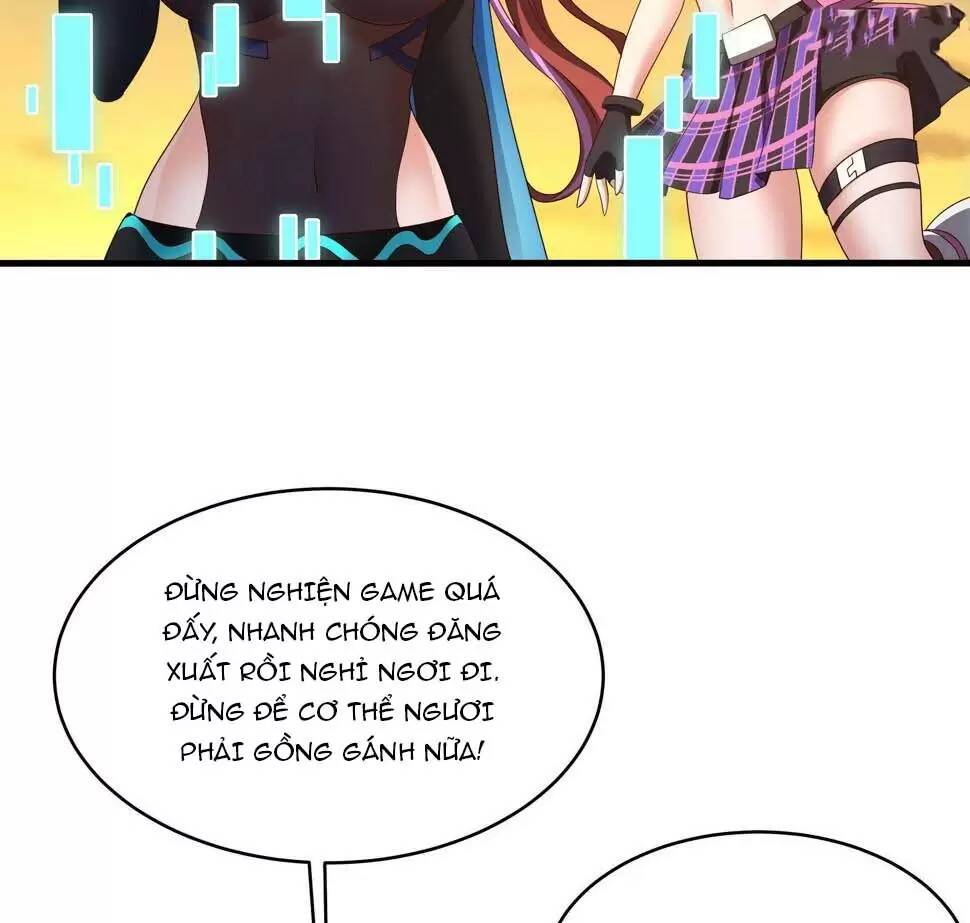 ĐỪNG NGHIỆN GAME QUÁ
ĐẤY, NHANH CHÓNG ĐĂNG
XUẤT RỒI NGHỈ NGƠI ĐI.
ĐỪNG ĐỂ CƠ THỂ NGƯƠI
PHẢI GỒNG GÁNH NỮA!